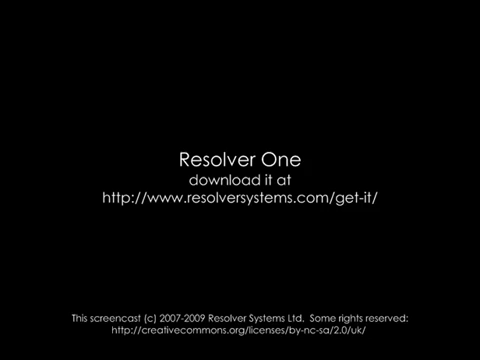 Resolver One
download it at
http://www.resolversystems.com/get-it/
This screencast (c) 2007-2009 Resolver Systems Ltd.  Some rights reserved:
http://creativecommons.org/licenses/by-nc-sa/2.0/uk/